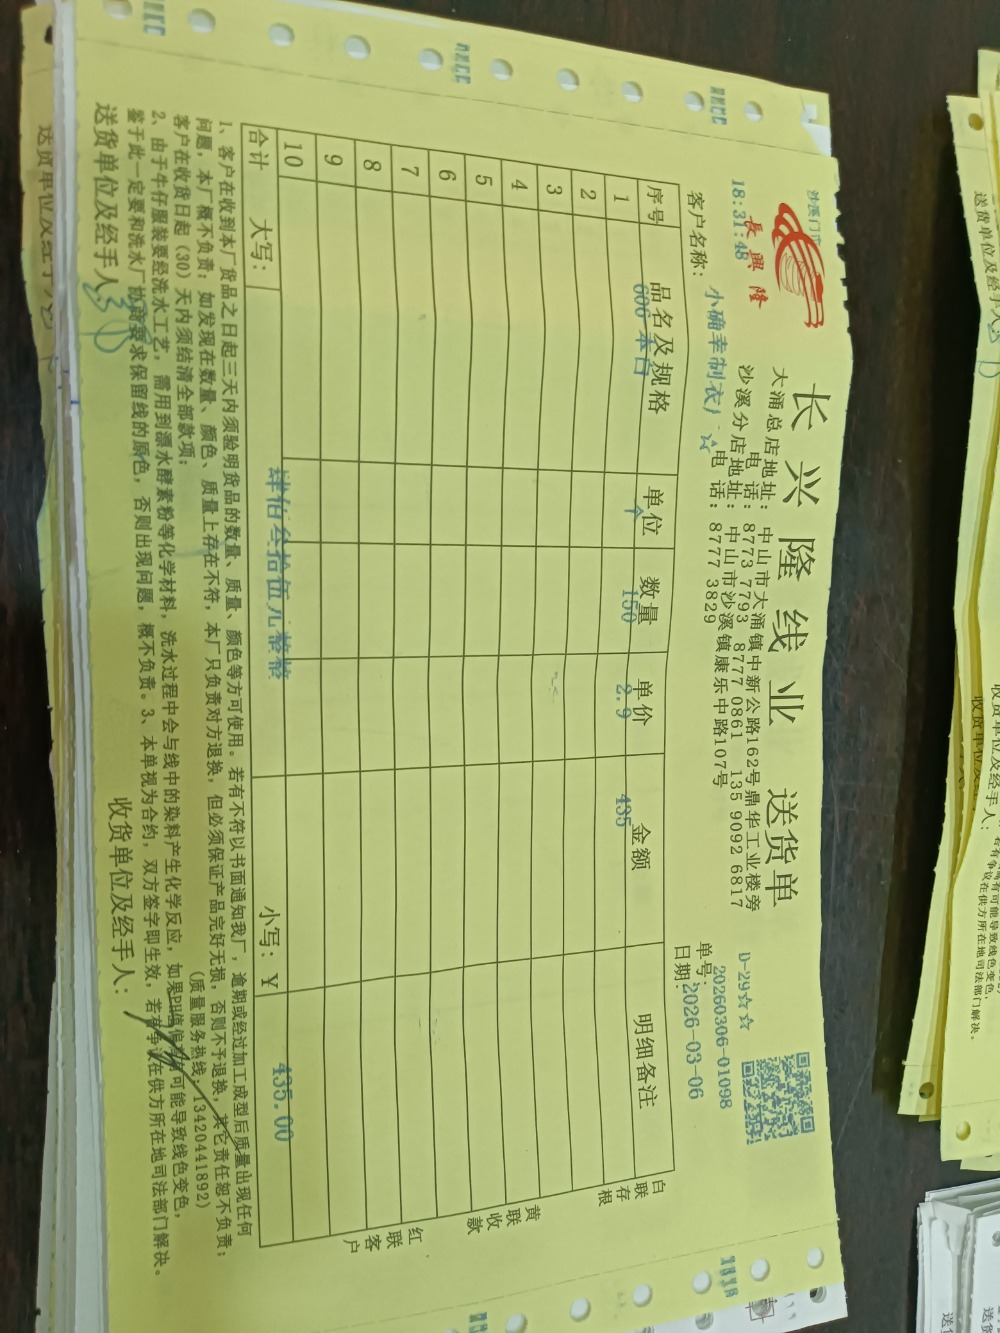 沙溪门市
長興隆
18:31:48
长兴隆线业 送货单
大涌总店地址：中山市大涌镇中新公路162号鼎华工业楼旁
电 话：8773 7793 8777 0861 135 9092 6817
沙溪分店地址：中山市沙溪镇康乐中路107号
电 话：8777 3829
D-29☆☆
单号：20260306-01098
日期：2026-03-06
客户名称：小确幸制衣厂 ☆
序号 品名及规格 单位 数量 单价 金额 明细备注
1 606 本白 个 150 2.9 435
2
3
4
5
6
7
8
9
10
合计 大写：肆佰叁拾伍元整整 小写：￥ 435.00
白联存根
黄联收款
红联客户
1、客户在收到本厂货品之日起三天内须验明货品的数量、质量、颜色等方可使用。若有不符以书面通知我厂，逾期或经过加工成型后质量出现任何
问题，本厂概不负责；如发现在数量、颜色、质量上存在不符，本厂只负责对方退换，但必须保证产品完好无损，否则不予退换，其它责任恕不负责；
客户在收货日起（30）天内须结清全部款项；
（质量服务热线：13420441892）
2、由于牛仔服装要经洗水工艺，需用到漂水酵素粉等化学材料，洗水过程中会与线中的染料产生化学反应，如果PH值偏高有可能导致线色变色，
鉴于此一定要和洗水厂协商要求保留线的原色，否则出现问题，概不负责。3、本单视为合约，双方签字即生效，若有争议在供方所在地司法部门解决。
送货单位及经手人：
收货单位及经手人：